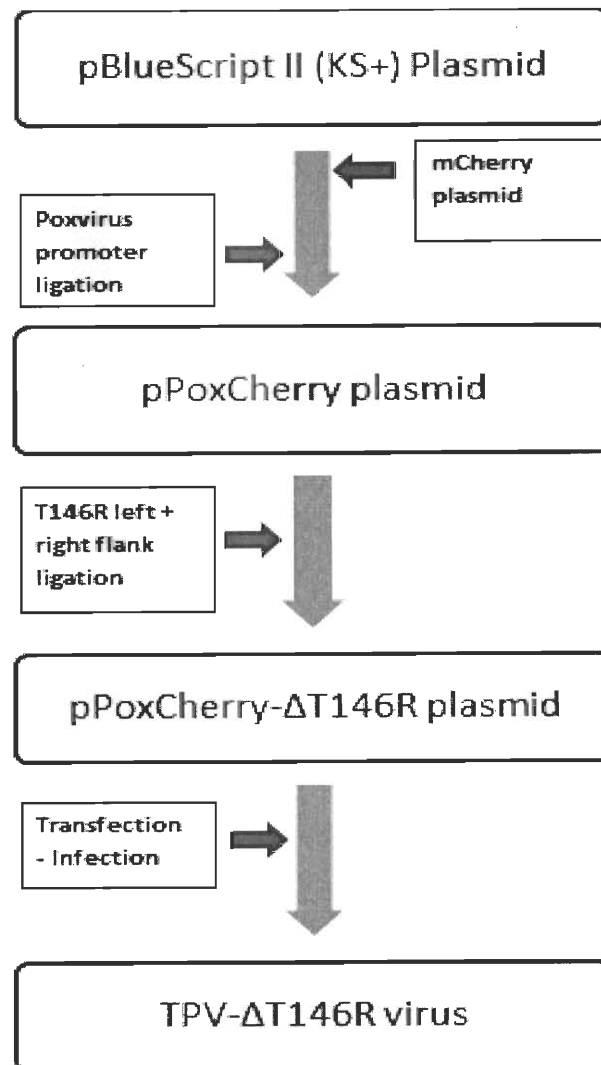 pBlueScript II (KS+) Plasmid
mCherry
plasmid
Poxvirus
promoter
ligation
pPoxCherry plasmid
T146R left +
right flank
ligation
pPoxCherry-ΔT146R plasmid
Transfection
- Infection
TPV-ΔT146R virus